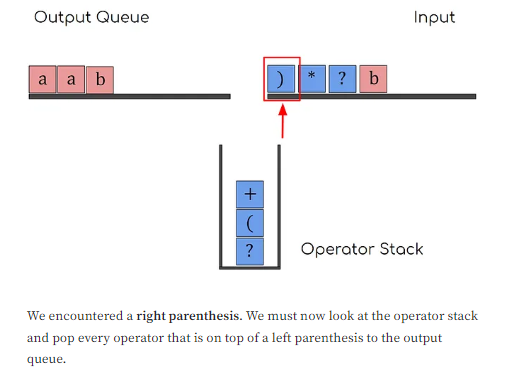 Output Queue Input
a a b ) * ? b
+
(
?
Operator Stack
We encountered a right parenthesis. We must now look at the operator stack
and pop every operator that is on top of a left parenthesis to the output
queue.